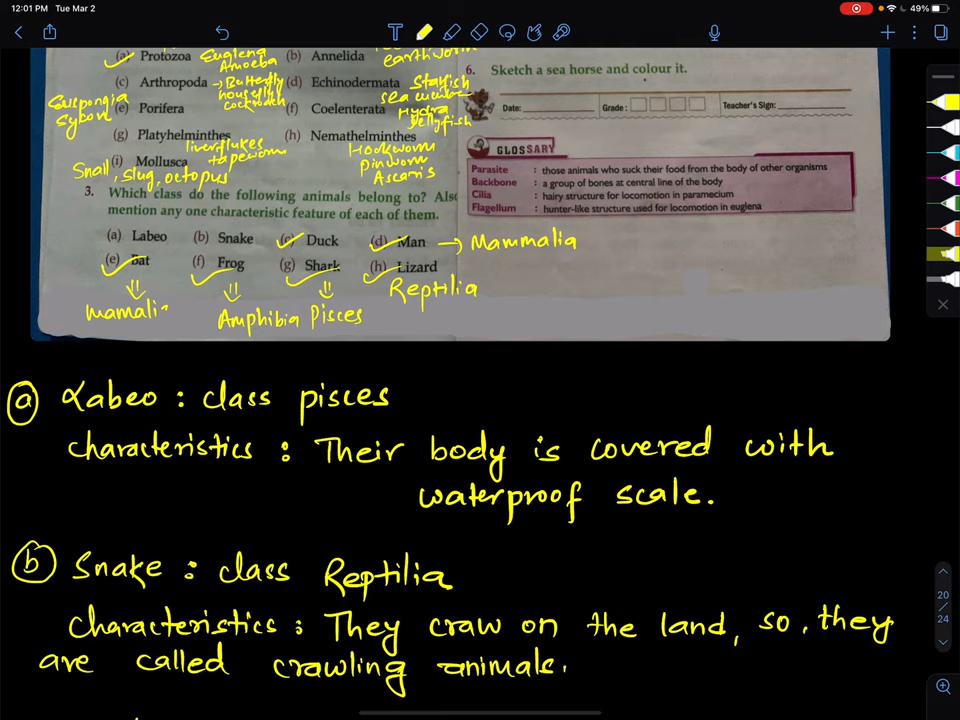 12:01 PM Tue Mar 2
49%
(a) Protozoa Euglena Amoeba
(b) Annelida earthworm
(c) Arthropoda → Butterfly housefly cockroach
(d) Echinodermata Starfish sea cucumber
Euspongia Sycon (e) Porifera
(f) Coelenterata Hydra Jellyfish
(g) Platyhelminthes liverflukes tapeworm
(h) Nemathelminthes Hookworm Pinworm Ascaris
(i) Mollusca
Snail, slug, octopus
3. Which class do the following animals belong to? Also
mention any one characteristic feature of each of them.
(a) Labeo (b) Snake (c) Duck (d) Man → Mammalia
(e) Bat (f) Frog (g) Shark (h) Lizard
Reptilia
Amphibia Pisces
6. Sketch a sea horse and colour it.
Date: Grade: Teacher's Sign:
GLOSSARY
Parasite : those animals who suck their food from the body of other organisms
Backbone : a group of bones at central line of the body
Cilia : hairy structure for locomotion in paramecium
Flagellum : hunter-like structure used for locomotion in euglena
(a) Labeo : class pisces
characteristics : Their body is covered with
waterproof scale.
(b) Snake : class Reptilia
characteristics : They craw on the land, so, they
are called crawling animals.
20
24